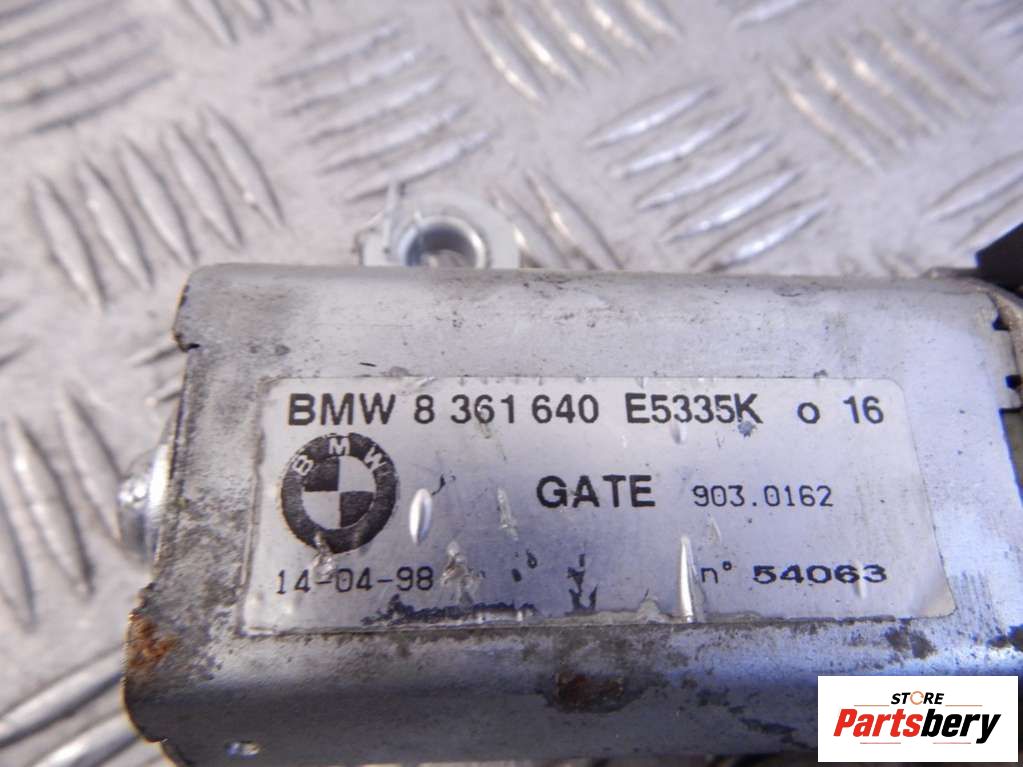 BMW 8 361 640 E5335K o 16
BMW
GATE 903.0162
14-04-98 n° 54063
STORE
Partsbery